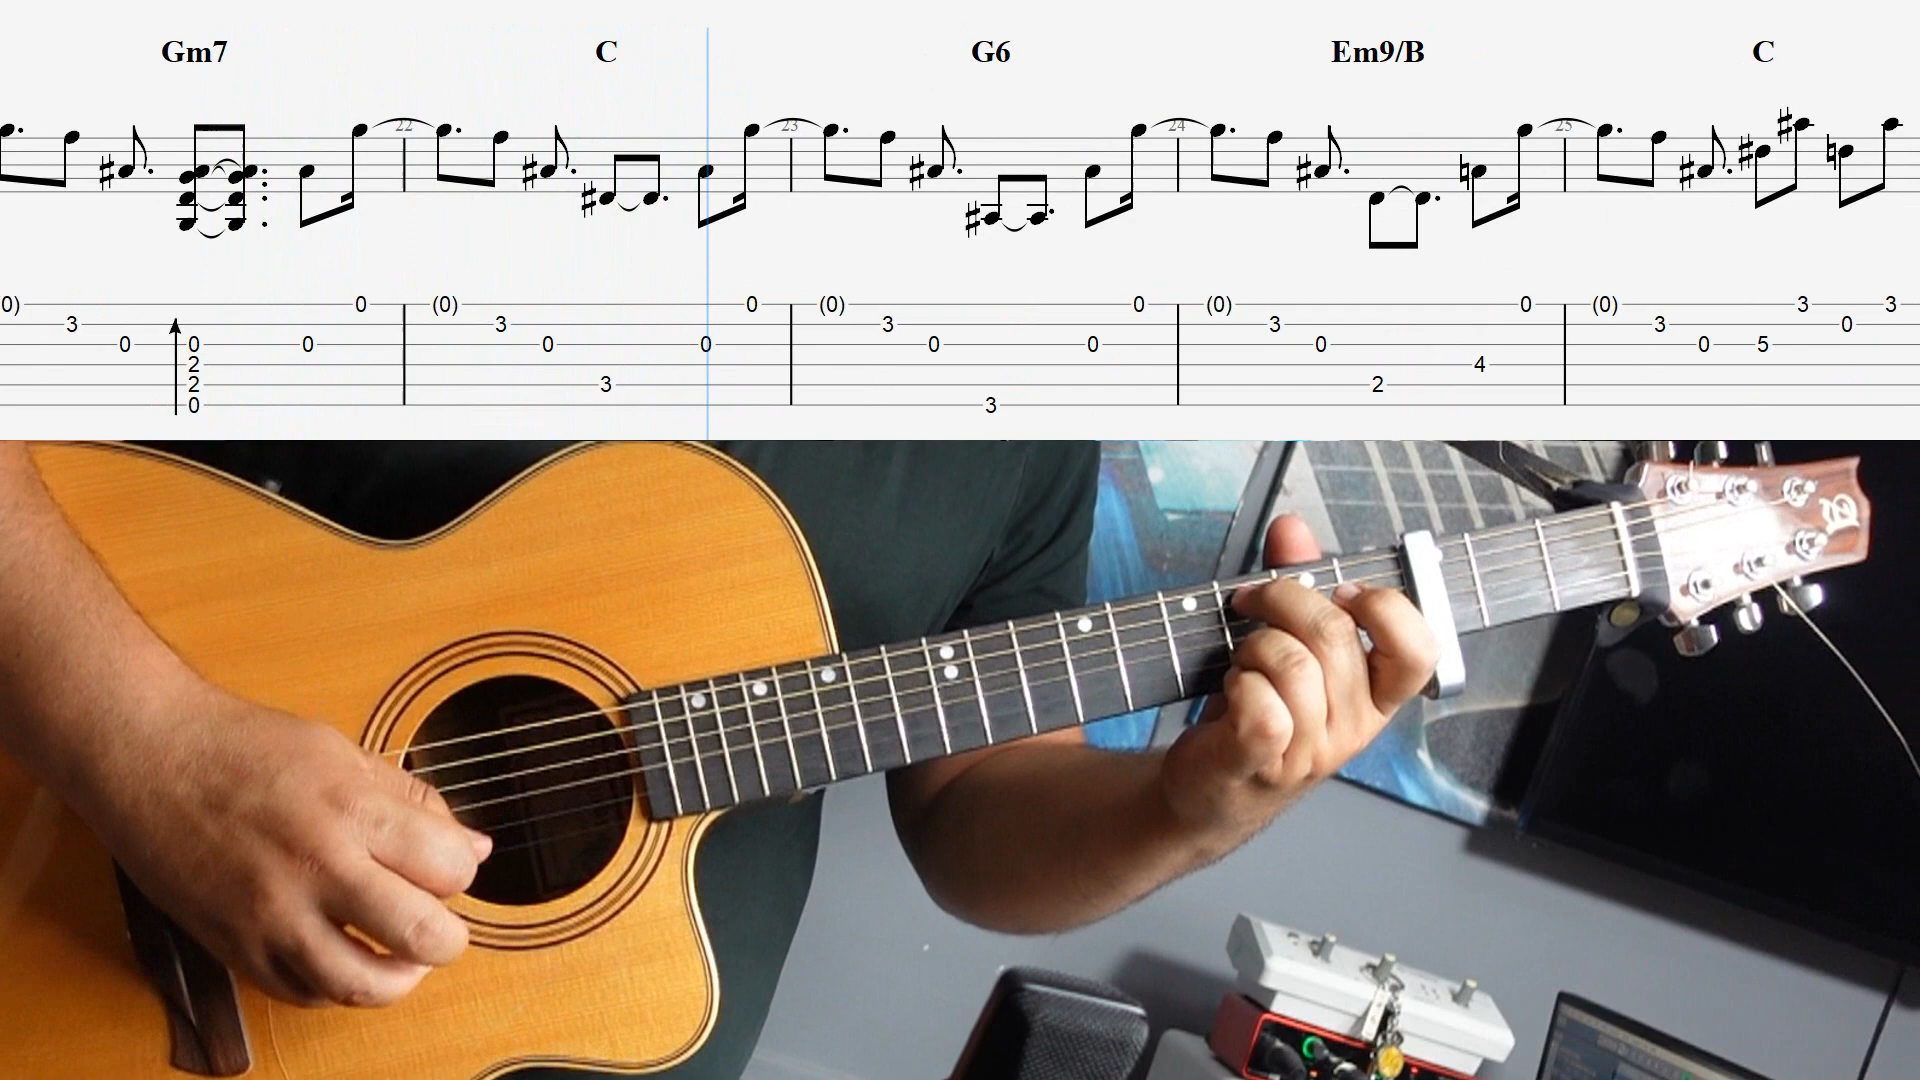 Gm7 C G6 Em9/B C
22 23 24 25
0) 0 (0) 0 (0) 0 (0) 0 (0) 3 3
3 3 3 3 3 0
0 0 0 0 0 0 0 0 0 5
2 4
2 3 2
0 3